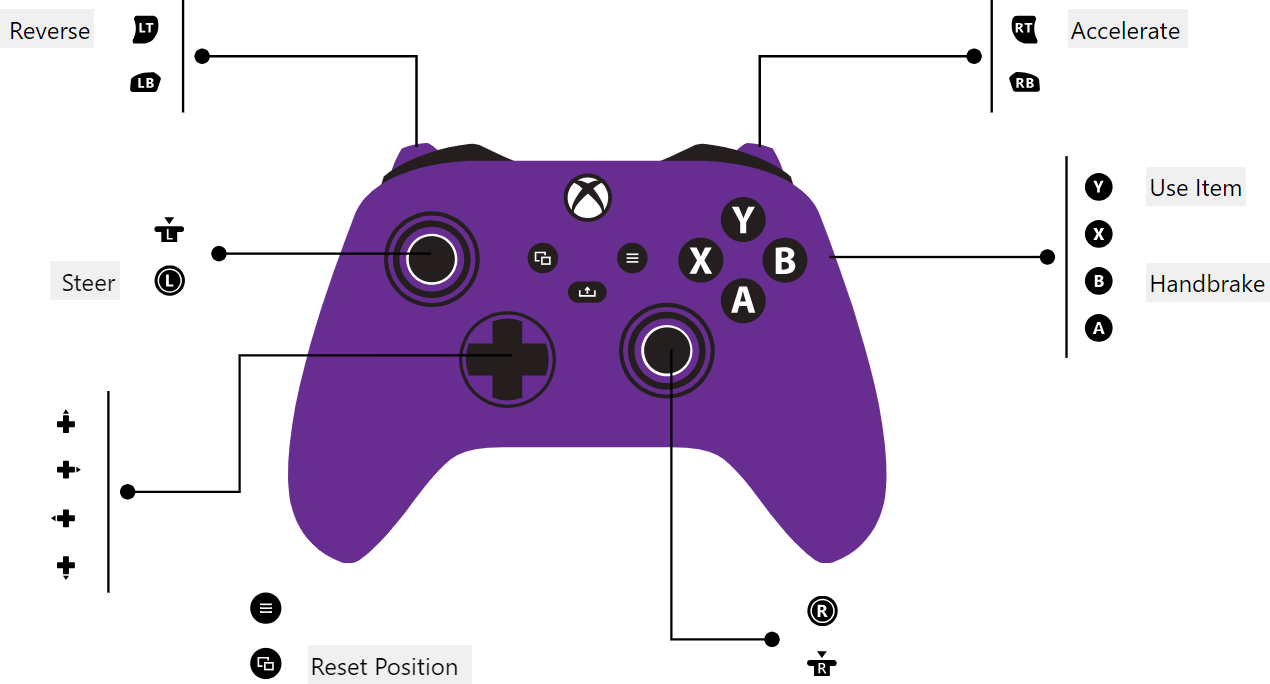 Reverse
LT
LB
RT
Accelerate
RB
Y
Use Item
X
B
Handbrake
A
L
Steer
L
Y
X
B
A
R
R
Reset Position